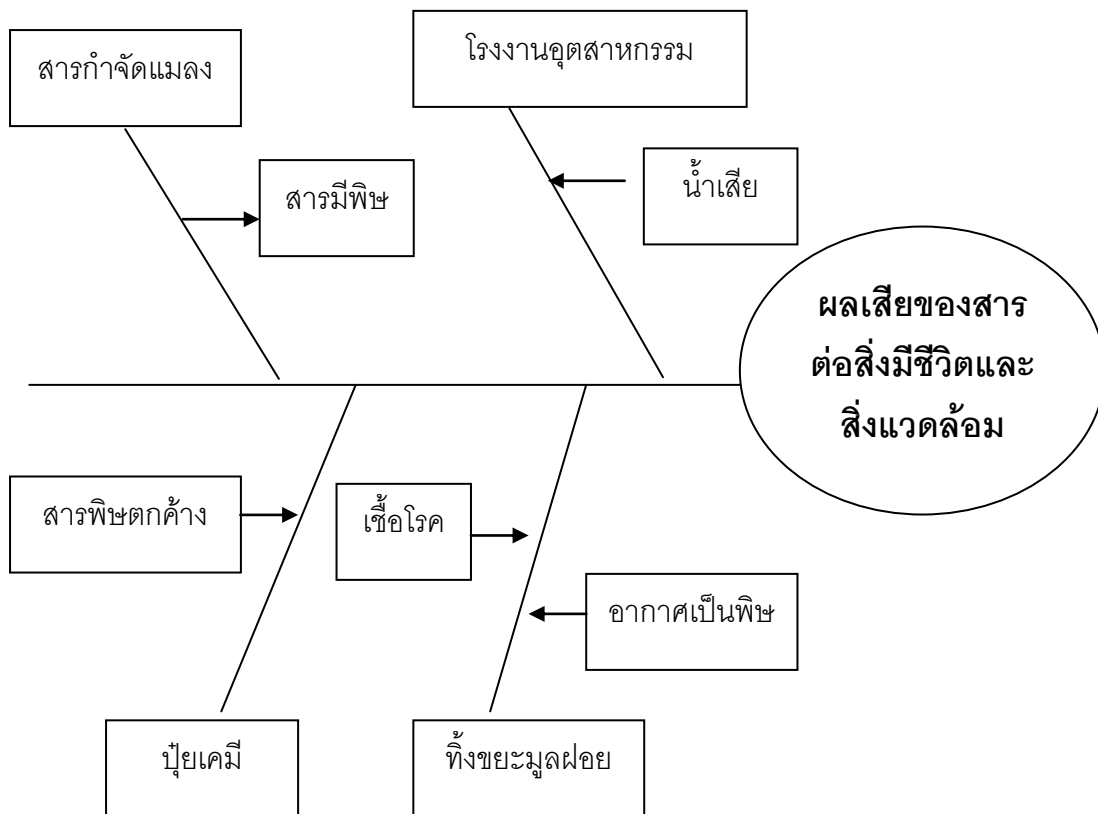 สารกำจัดแมลง
โรงงานอุตสาหกรรม
สารมีพิษ
น้ำเสีย
ผลเสียของสาร
ต่อสิ่งมีชีวิตและ
สิ่งแวดล้อม
สารพิษตกค้าง
เชื้อโรค
อากาศเป็นพิษ
ปุ๋ยเคมี
ทิ้งขยะมูลฝอย